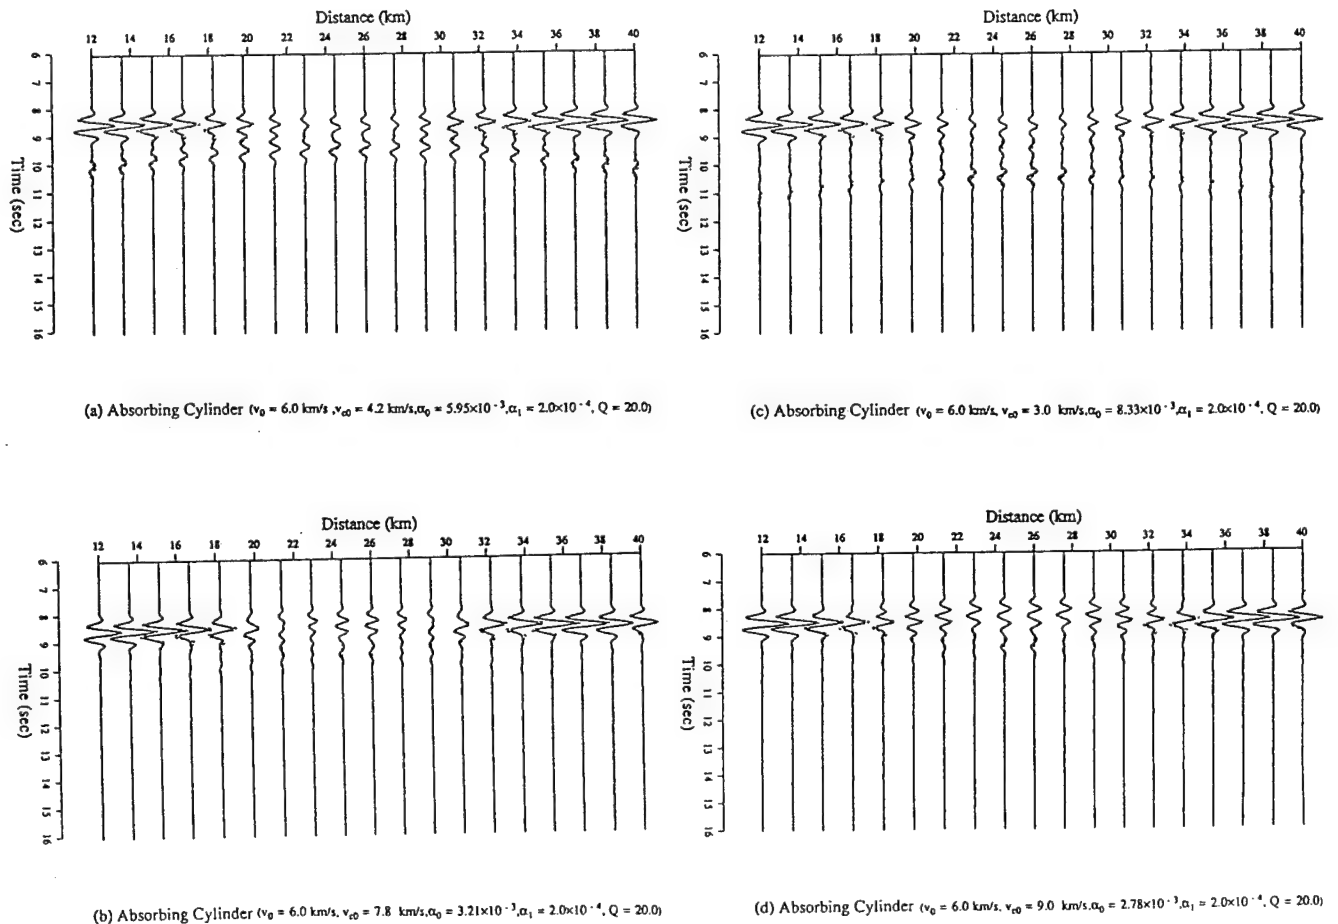 Distance (km)
12 14 16 18 20 22 24 26 28 30 32 34 36 38 40
Time (sec)
6 7 8 9 10 11 12 13 14 15 16
(a) Absorbing Cylinder (v₀ = 6.0 km/s ,v_c0 = 4.2 km/s,α₀ = 5.95×10⁻³,α₁ = 2.0×10⁻⁴, Q = 20.0)
Distance (km)
12 14 16 18 20 22 24 26 28 30 32 34 36 38 40
Time (sec)
6 7 8 9 10 11 12 13 14 15 16
(c) Absorbing Cylinder (v₀ = 6.0 km/s, v_c0 = 3.0 km/s,α₀ = 8.33×10⁻³,α₁ = 2.0×10⁻⁴, Q = 20.0)
Distance (km)
12 14 16 18 20 22 24 26 28 30 32 34 36 38 40
Time (sec)
6 7 8 9 10 11 12 13 14 15 16
(b) Absorbing Cylinder (v₀ = 6.0 km/s, v_c0 = 7.8 km/s,α₀ = 3.21×10⁻³,α₁ = 2.0×10⁻⁴, Q = 20.0)
Distance (km)
12 14 16 18 20 22 24 26 28 30 32 34 36 38 40
Time (sec)
6 7 8 9 10 11 12 13 14 15 16
(d) Absorbing Cylinder (v₀ = 6.0 km/s, v_c0 = 9.0 km/s,α₀ = 2.78×10⁻³,α₁ = 2.0×10⁻⁴, Q = 20.0)